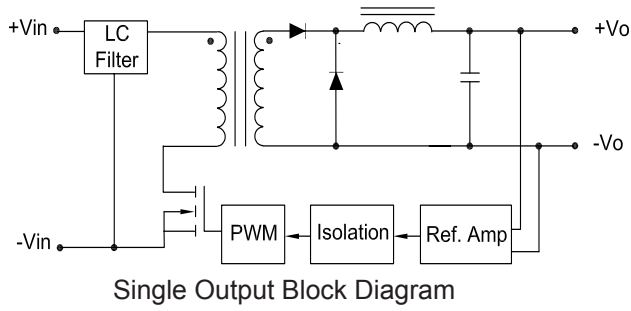 +Vin
LC
Filter
+Vo
-Vo
-Vin
PWM
Isolation
Ref. Amp
Single Output Block Diagram